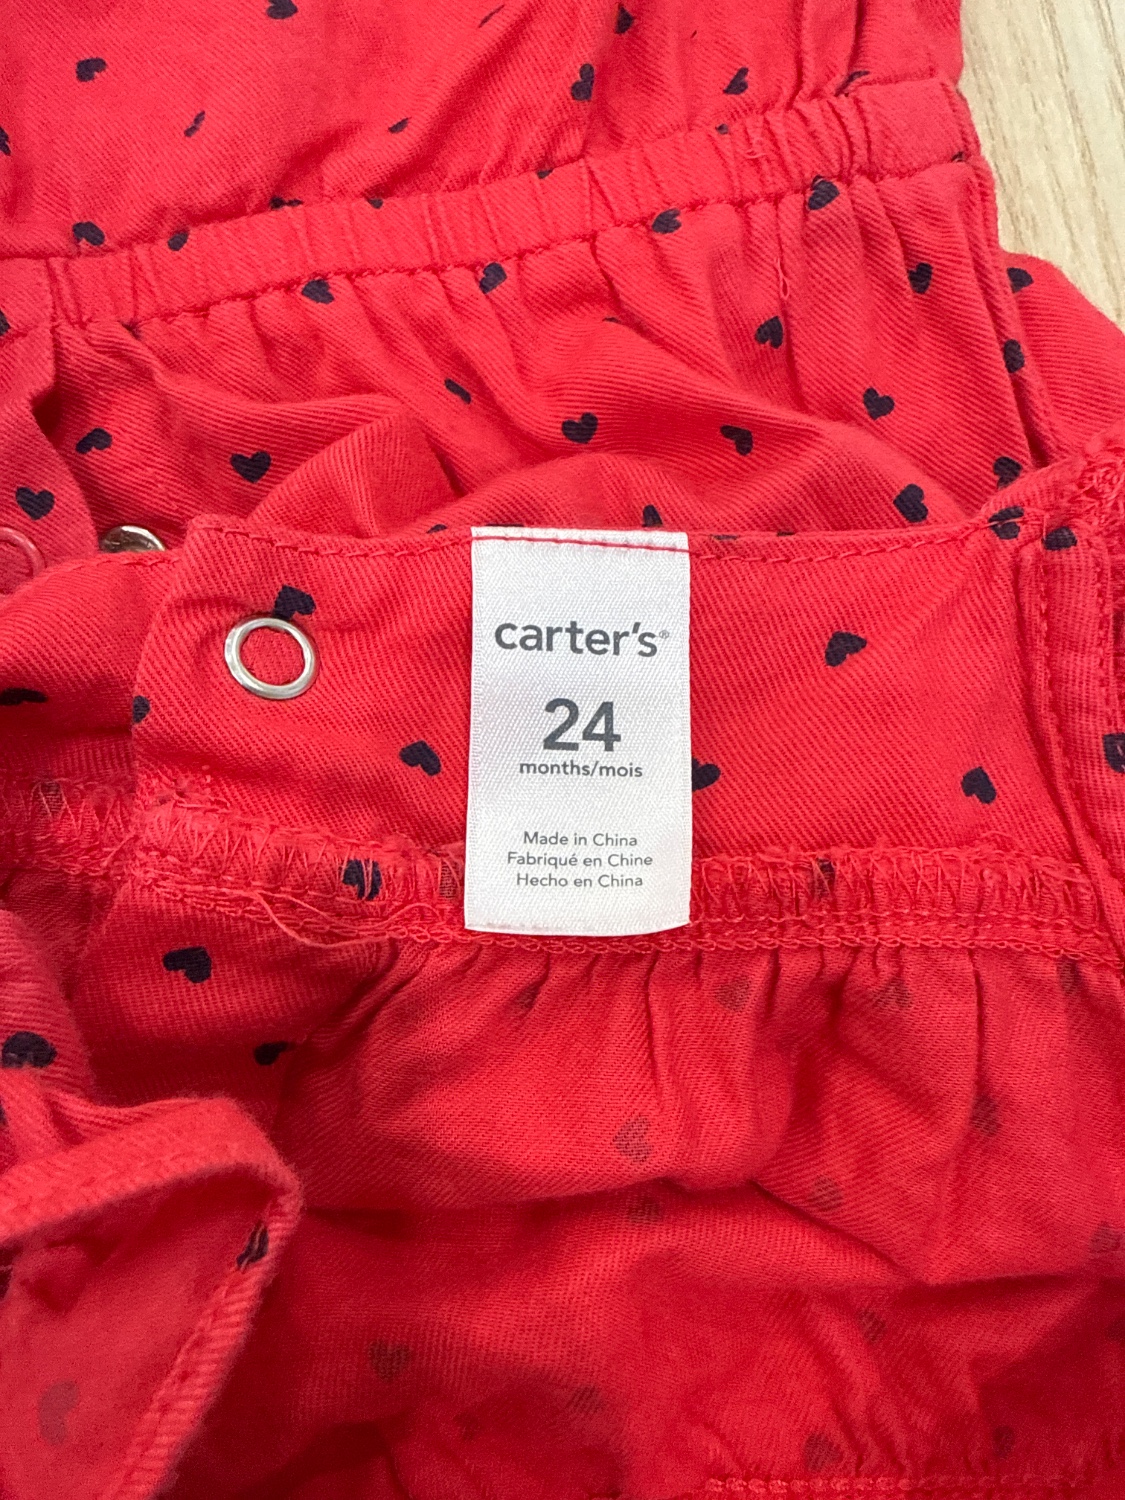 carter's®
24
months/mois
Made in China
Fabriqué en Chine
Hecho en China